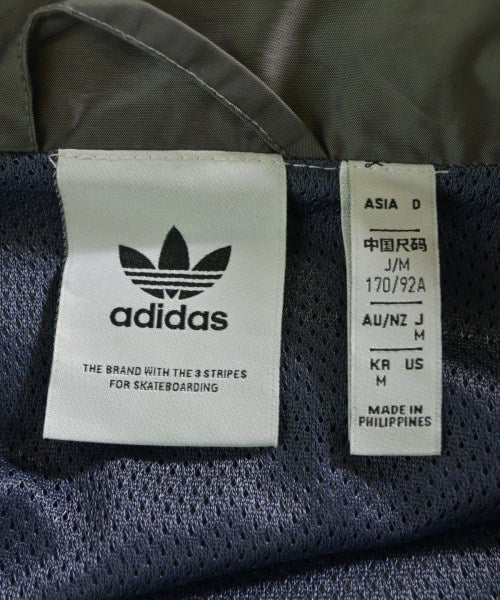 adidas
THE BRAND WITH THE 3 STRIPES
FOR SKATEBOARDING
ASIA D
中国尺码
J/M
170/92A
AU/NZ J
M
KR US
M
MADE IN
PHILIPPINES